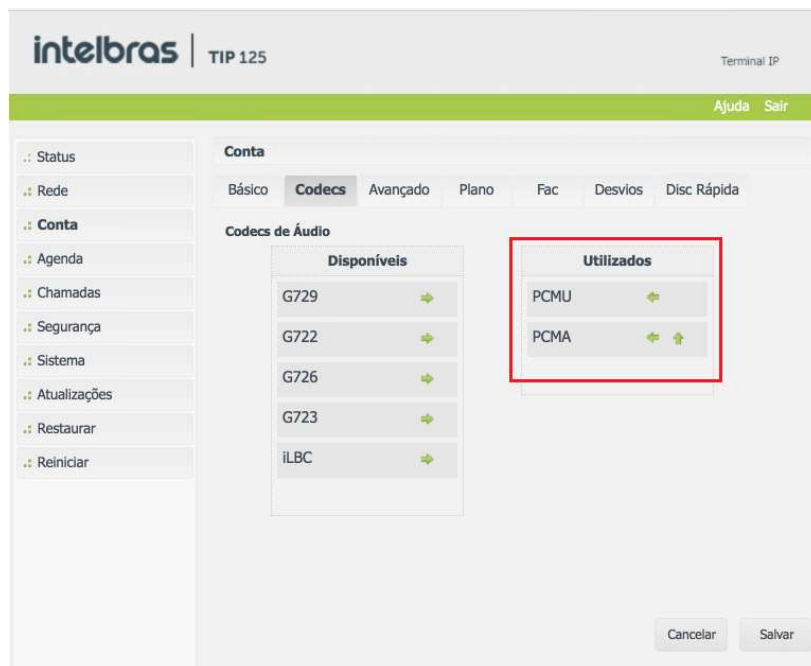 intelbras | TIP 125
Terminal IP
Ajuda Sair
.: Status
.: Rede
.: Conta
.: Agenda
.: Chamadas
.: Segurança
.: Sistema
.: Atualizações
.: Restaurar
.: Reiniciar
Conta
Básico Codecs Avançado Plano Fac Desvios Disc Rápida
Codecs de Áudio
Disponíveis
G729
G722
G726
G723
iLBC
Utilizados
PCMU
PCMA
Cancelar Salvar